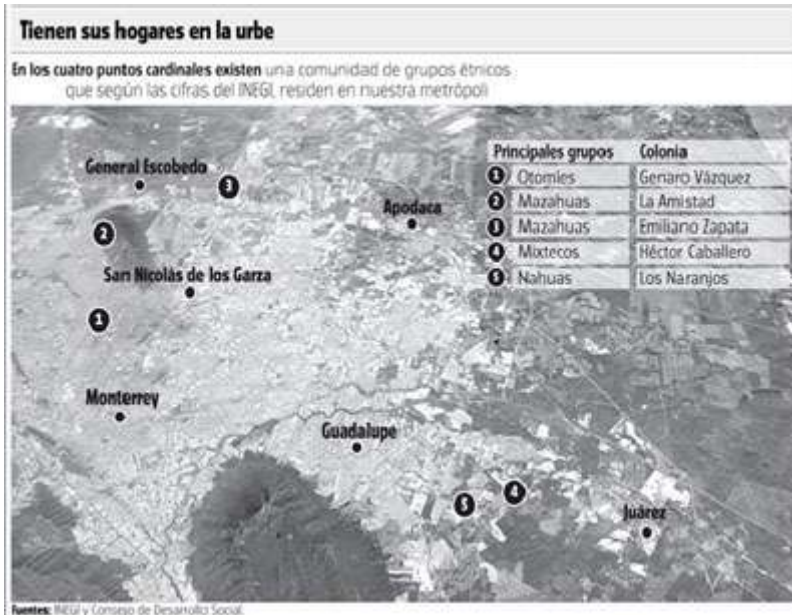 Tienen sus hogares en la urbe
En los cuatro puntos cardinales existen una comunidad de grupos étnicos
que según las cifras del INEGI, residen en nuestra metrópoli
Principales grupos Colonia
1 Otomíes Genaro Vázquez
2 Mazahuas La Amistad
3 Mazahuas Emiliano Zapata
4 Mixtecos Héctor Caballero
5 Nahuas Los Naranjos
General Escobedo
3
Apodaca
2
San Nicolás de los Garza
1
Monterrey
Guadalupe
5
4
Juárez
Fuentes: INEGI y Consejo de Desarrollo Social.